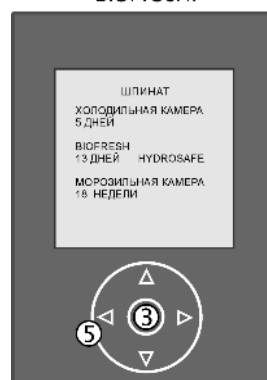 ШПИНАТ
ХОЛОДИЛЬНАЯ КАМЕРА
5 ДНЕЙ
BIOFRESH
13 ДНЕЙ HYDROSAFE
МОРОЗИЛЬНАЯ КАМЕРА
18 НЕДЕЛИ
3
5